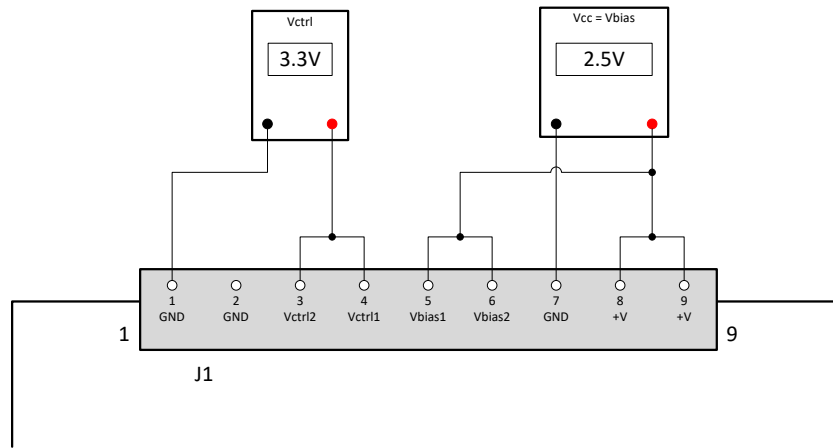 Vctrl
3.3V
Vcc = Vbias
2.5V
1 2 3 4 5 6 7 8 9
GND GND Vctrl2 Vctrl1 Vbias1 Vbias2 GND +V +V
1 9
J1